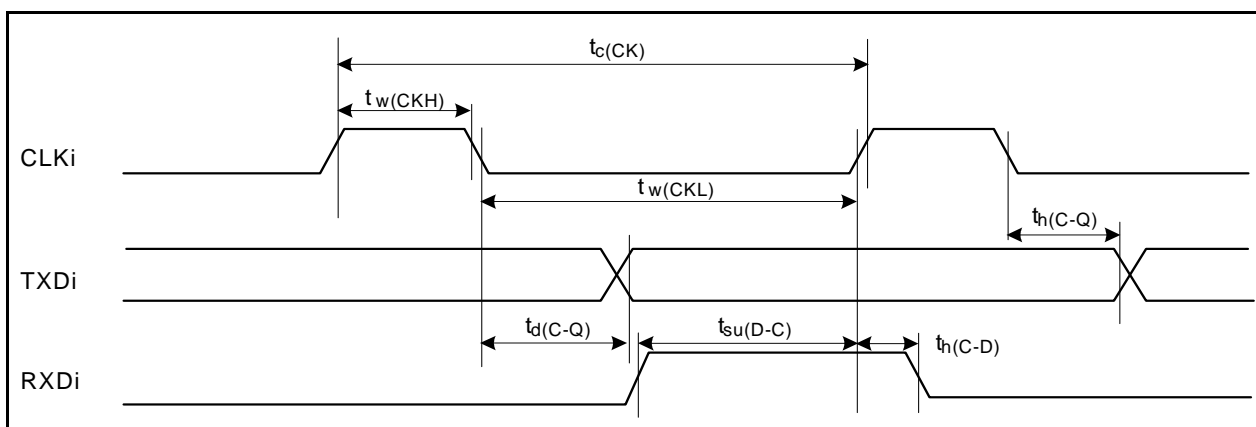 tc(CK)
tw(CKH)
CLKi
tw(CKL)
th(C-Q)
TXDi
td(C-Q)
tsu(D-C)
th(C-D)
RXDi